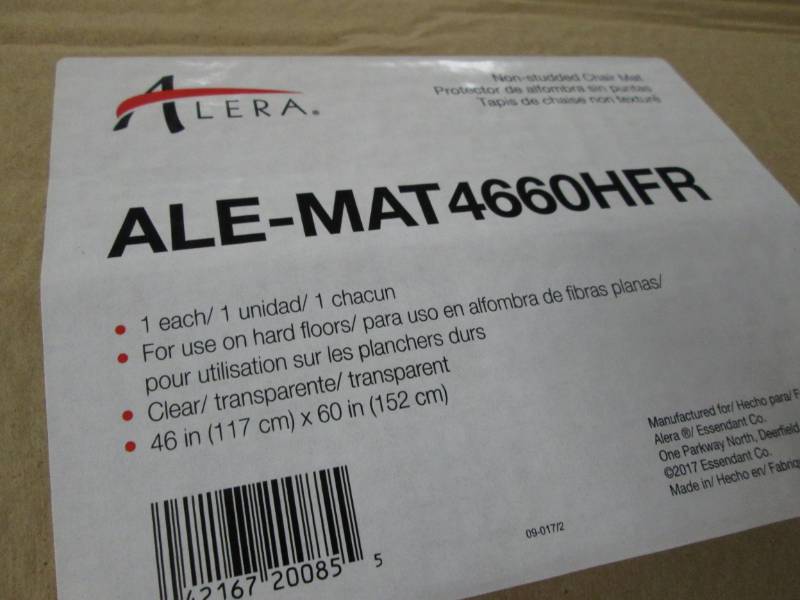 ALERA®
Non-studded Chair Mat
Protector de alfombra sin puntas
Tapis de chaise non texturé
ALE-MAT4660HFR
• 1 each/ 1 unidad/ 1 chacun
• For use on hard floors/ para uso en alfombra de fibras planas/
pour utilisation sur les planchers durs
• Clear/ transparente/ transparent
• 46 in (117 cm) x 60 in (152 cm)
Manufactured for/ Hecho para/ F
Alera ®/ Essendant Co.
One Parkway North, Deerfield,
©2017 Essendant Co.
Made in/ Hecho en/ Fabriq
09-017/2
42167 20085 5